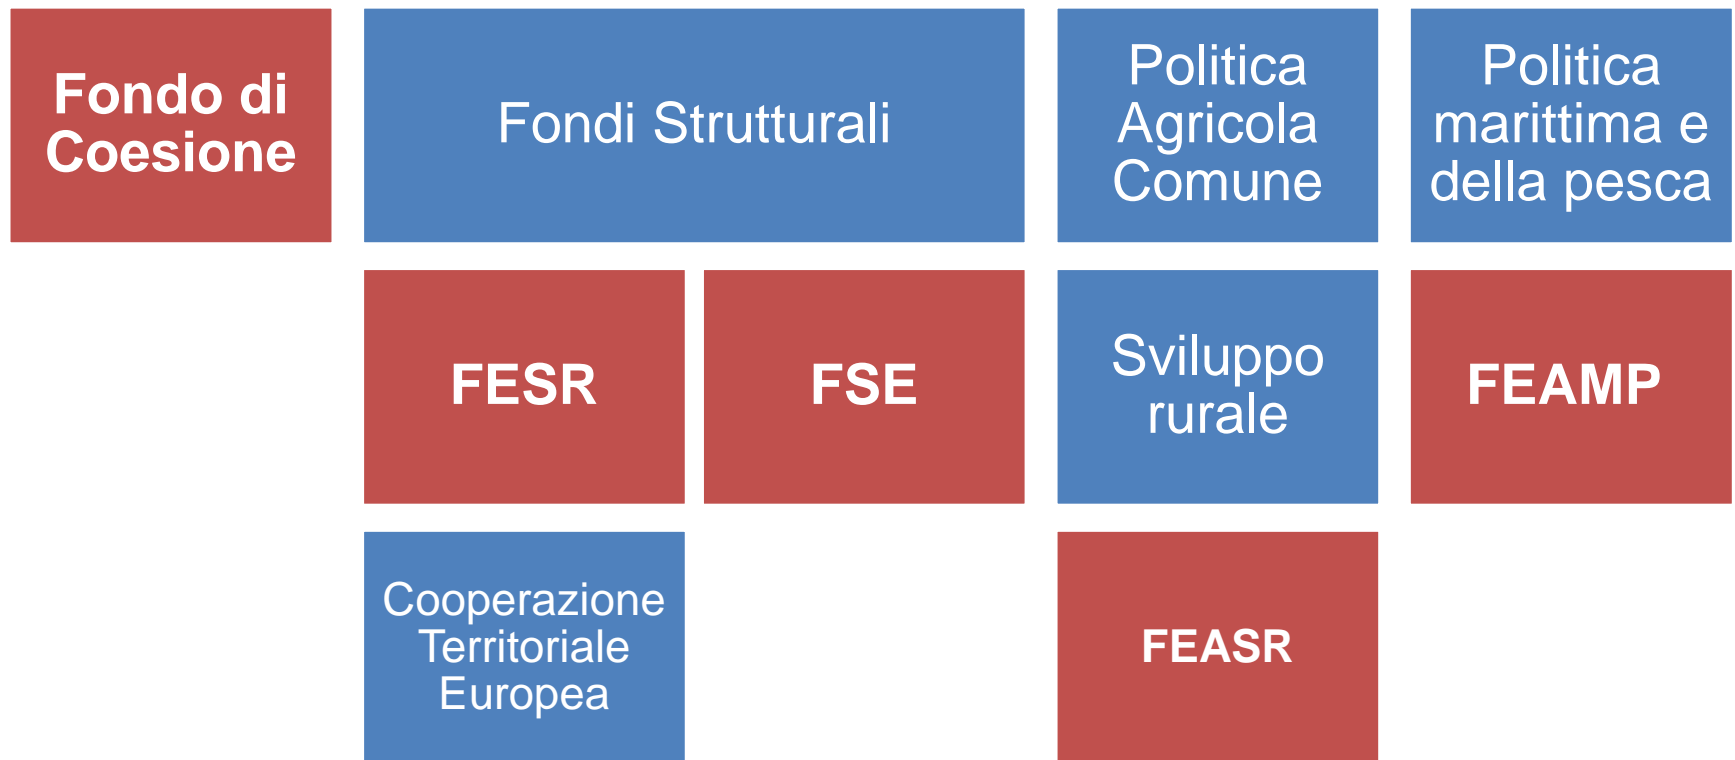 Fondo di
Coesione
Fondi Strutturali
Politica
Agricola
Comune
Politica
marittima e
della pesca
FESR
FSE
Sviluppo
rurale
FEAMP
Cooperazione
Territoriale
Europea
FEASR